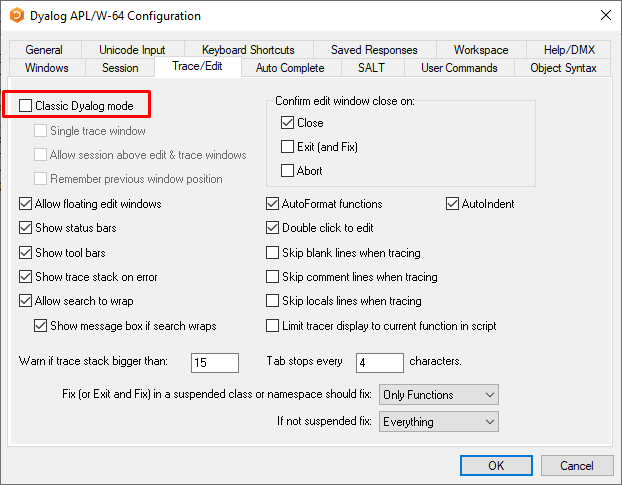 Dyalog APL/W-64 Configuration
General Unicode Input Keyboard Shortcuts Saved Responses Workspace Help/DMX
Windows Session Trace/Edit Auto Complete SALT User Commands Object Syntax
Classic Dyalog mode
Single trace window
Allow session above edit & trace windows
Remember previous window position
Confirm edit window close on:
Close
Exit (and Fix)
Abort
Allow floating edit windows
AutoFormat functions
AutoIndent
Show status bars
Double click to edit
Show tool bars
Skip blank lines when tracing
Show trace stack on error
Skip comment lines when tracing
Allow search to wrap
Skip locals lines when tracing
Show message box if search wraps
Limit tracer display to current function in script
Warn if trace stack bigger than: 15
Tab stops every 4 characters.
Fix (or Exit and Fix) in a suspended class or namespace should fix: Only Functions
If not suspended fix: Everything
OK Cancel